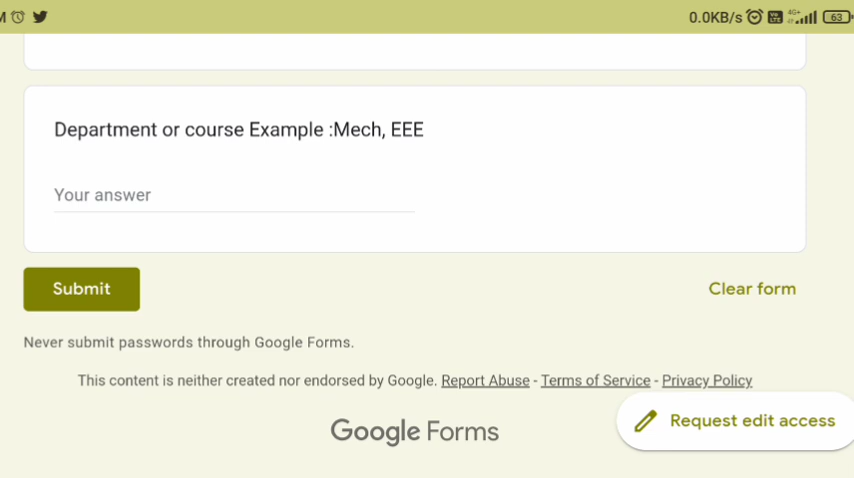 M 0.0KB/s Vo LTE 4G+ 63
Department or course Example :Mech, EEE
Your answer
Submit Clear form
Never submit passwords through Google Forms.
This content is neither created nor endorsed by Google. Report Abuse - Terms of Service - Privacy Policy
Request edit access
Google Forms